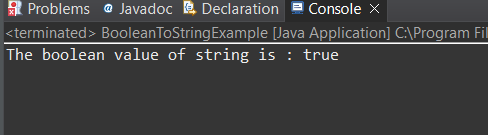 Problems Javadoc Declaration Console
<terminated> BooleanToStringExample [Java Application] C:\Program Fil
The boolean value of string is : true